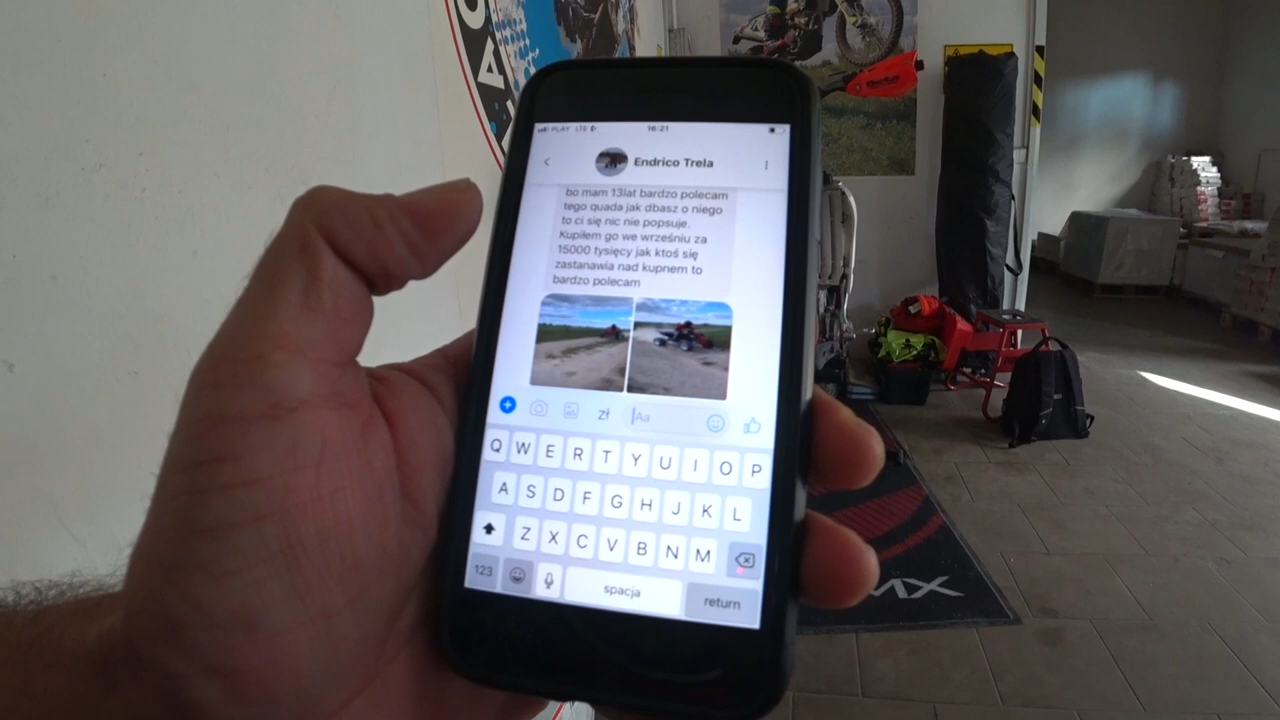 PLAY LTE
16:21
Endrico Trela
bo mam 13lat bardzo polecam
tego quada jak dbasz o niego
to ci się nic nie popsuje.
Kupiłem go we wrześniu za
15000 tysięcy jak ktoś się
zastanawia nad kupnem to
bardzo polecam
zł Aa
Q W E R T Y U I O P
A S D F G H J K L
Z X C V B N M
123 spacja return
Beta
MX